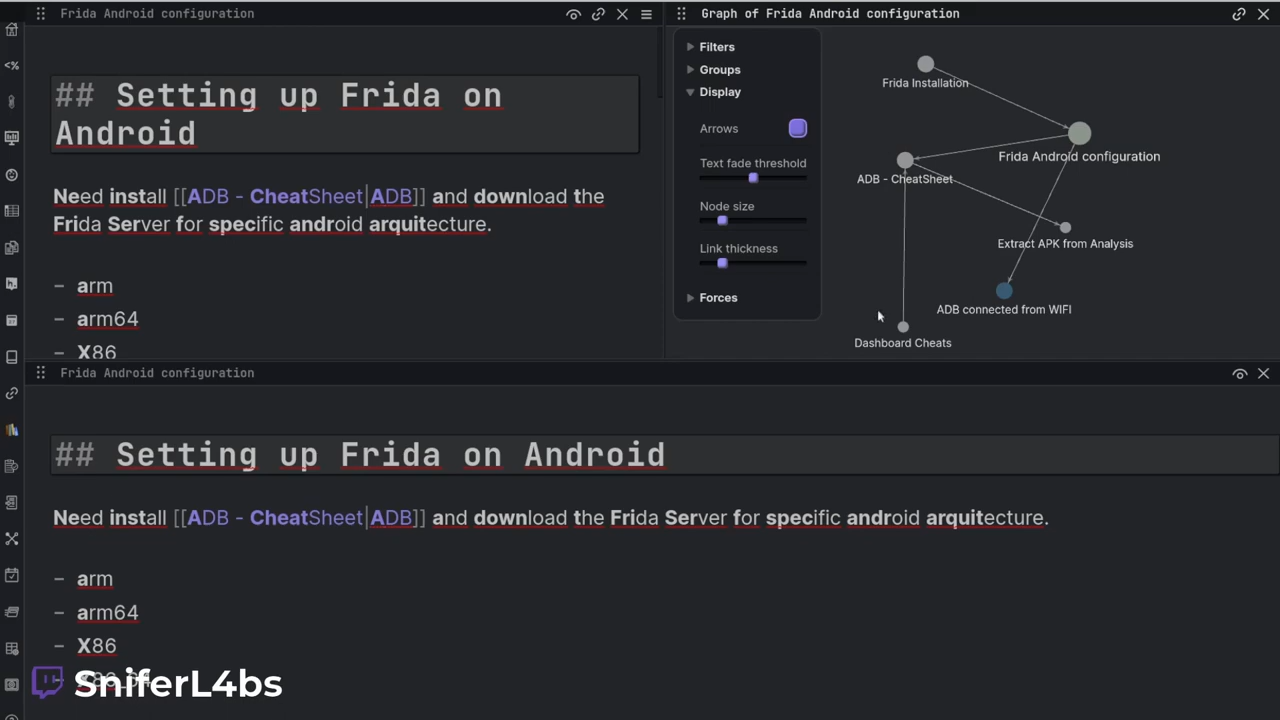 Frida Android configuration
## Setting up Frida on
Android
Need install [[ADB - CheatSheet|ADB]] and download the
Frida Server for specific android arquitecture.
- arm
- arm64
- X86
Graph of Frida Android configuration
Filters
Groups
Display
Arrows
Text fade threshold
Node size
Link thickness
Forces
Frida Installation
Frida Android configuration
ADB - CheatSheet
Extract APK from Analysis
ADB connected from WIFI
Dashboard Cheats
Frida Android configuration
## Setting up Frida on Android
Need install [[ADB - CheatSheet|ADB]] and download the Frida Server for specific android arquitecture.
- arm
- arm64
- X86
SniferL4bs